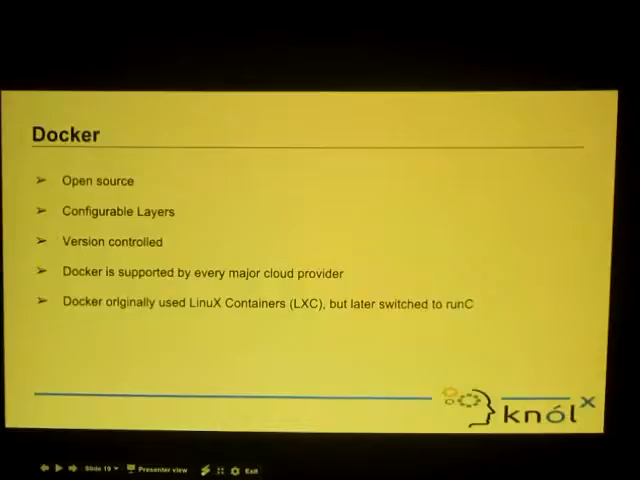 Docker
➢ Open source
➢ Configurable Layers
➢ Version controlled
➢ Docker is supported by every major cloud provider
➢ Docker originally used LinuX Containers (LXC), but later switched to runC
knólx
Slide 19 Presenter view Exit